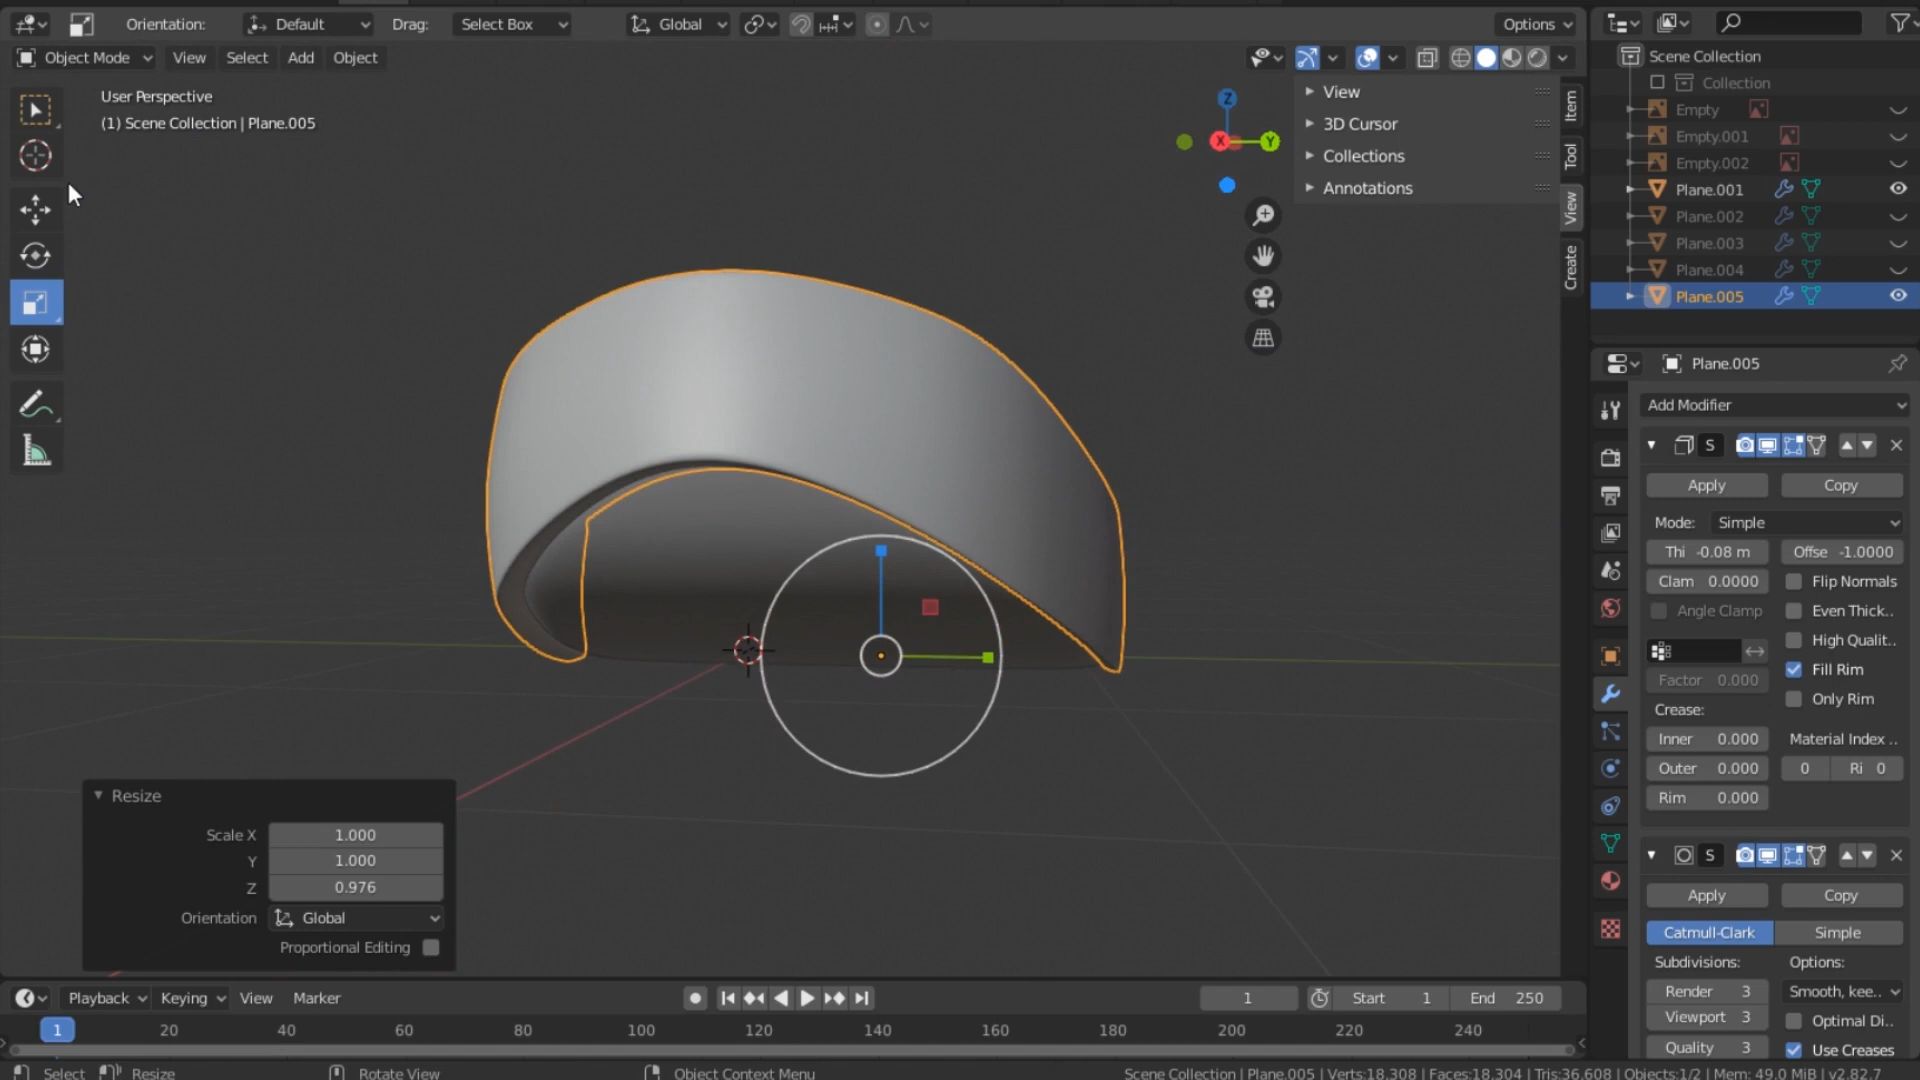 Orientation: Default Drag: Select Box Global Options
Object Mode View Select Add Object
User Perspective
(1) Scene Collection | Plane.005
Z
X
Y
View
3D Cursor
Collections
Annotations
Item
Tool
View
Create
Scene Collection
Collection
Empty
Empty.001
Empty.002
Plane.001
Plane.002
Plane.003
Plane.004
Plane.005
Plane.005
Add Modifier
S
Apply Copy
Mode: Simple
Thi -0.08 m Offse -1.0000
Clam 0.0000 Flip Normals
Angle Clamp Even Thick..
High Qualit..
Fill Rim
Factor 0.000 Only Rim
Crease:
Inner 0.000 Material Index ..
Outer 0.000 0 Ri 0
Rim 0.000
S
Apply Copy
Catmull-Clark Simple
Subdivisions: Options:
Render 3 Smooth, kee..
Viewport 3 Optimal Di..
Quality 3 Use Creases
Resize
Scale X 1.000
Y 1.000
Z 0.976
Orientation Global
Proportional Editing
Playback Keying View Marker 1 Start 1 End 250
1 20 40 60 80 100 120 140 160 180 200 220 240
Select Resize Rotate View Object Context Menu Scene Collection | Plane.005 | Verts:18,308 | Faces:18,304 | Tris:36,608 | Objects:1/2 | Mem: 49.0 MiB | v2.82.7